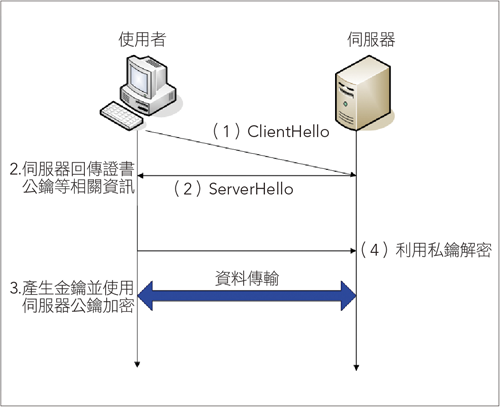 使用者
伺服器
（1）ClientHello
2.伺服器回傳證書
公鑰等相關資訊
（2）ServerHello
（4）利用私鑰解密
3.產生金鑰並使用
伺服器公鑰加密
資料傳輸